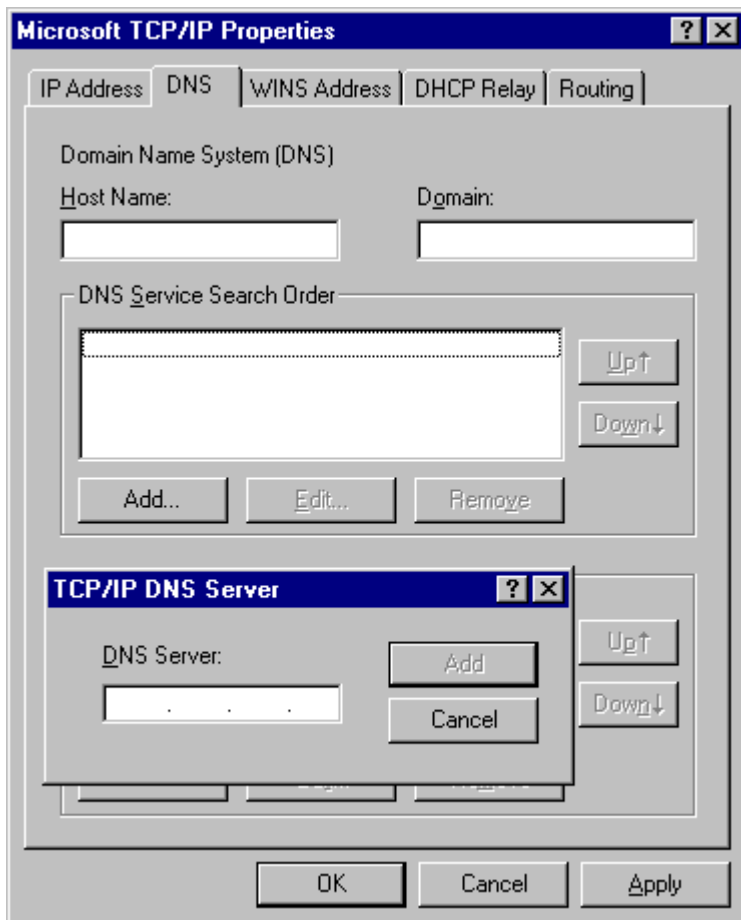 Microsoft TCP/IP Properties
IP Address DNS WINS Address DHCP Relay Routing
Domain Name System (DNS)
Host Name: Domain:
DNS Service Search Order
Up↑
Down↓
Add... Edit... Remove
TCP/IP DNS Server
DNS Server: Add
. . . Cancel
Up↑
Down↓
OK Cancel Apply